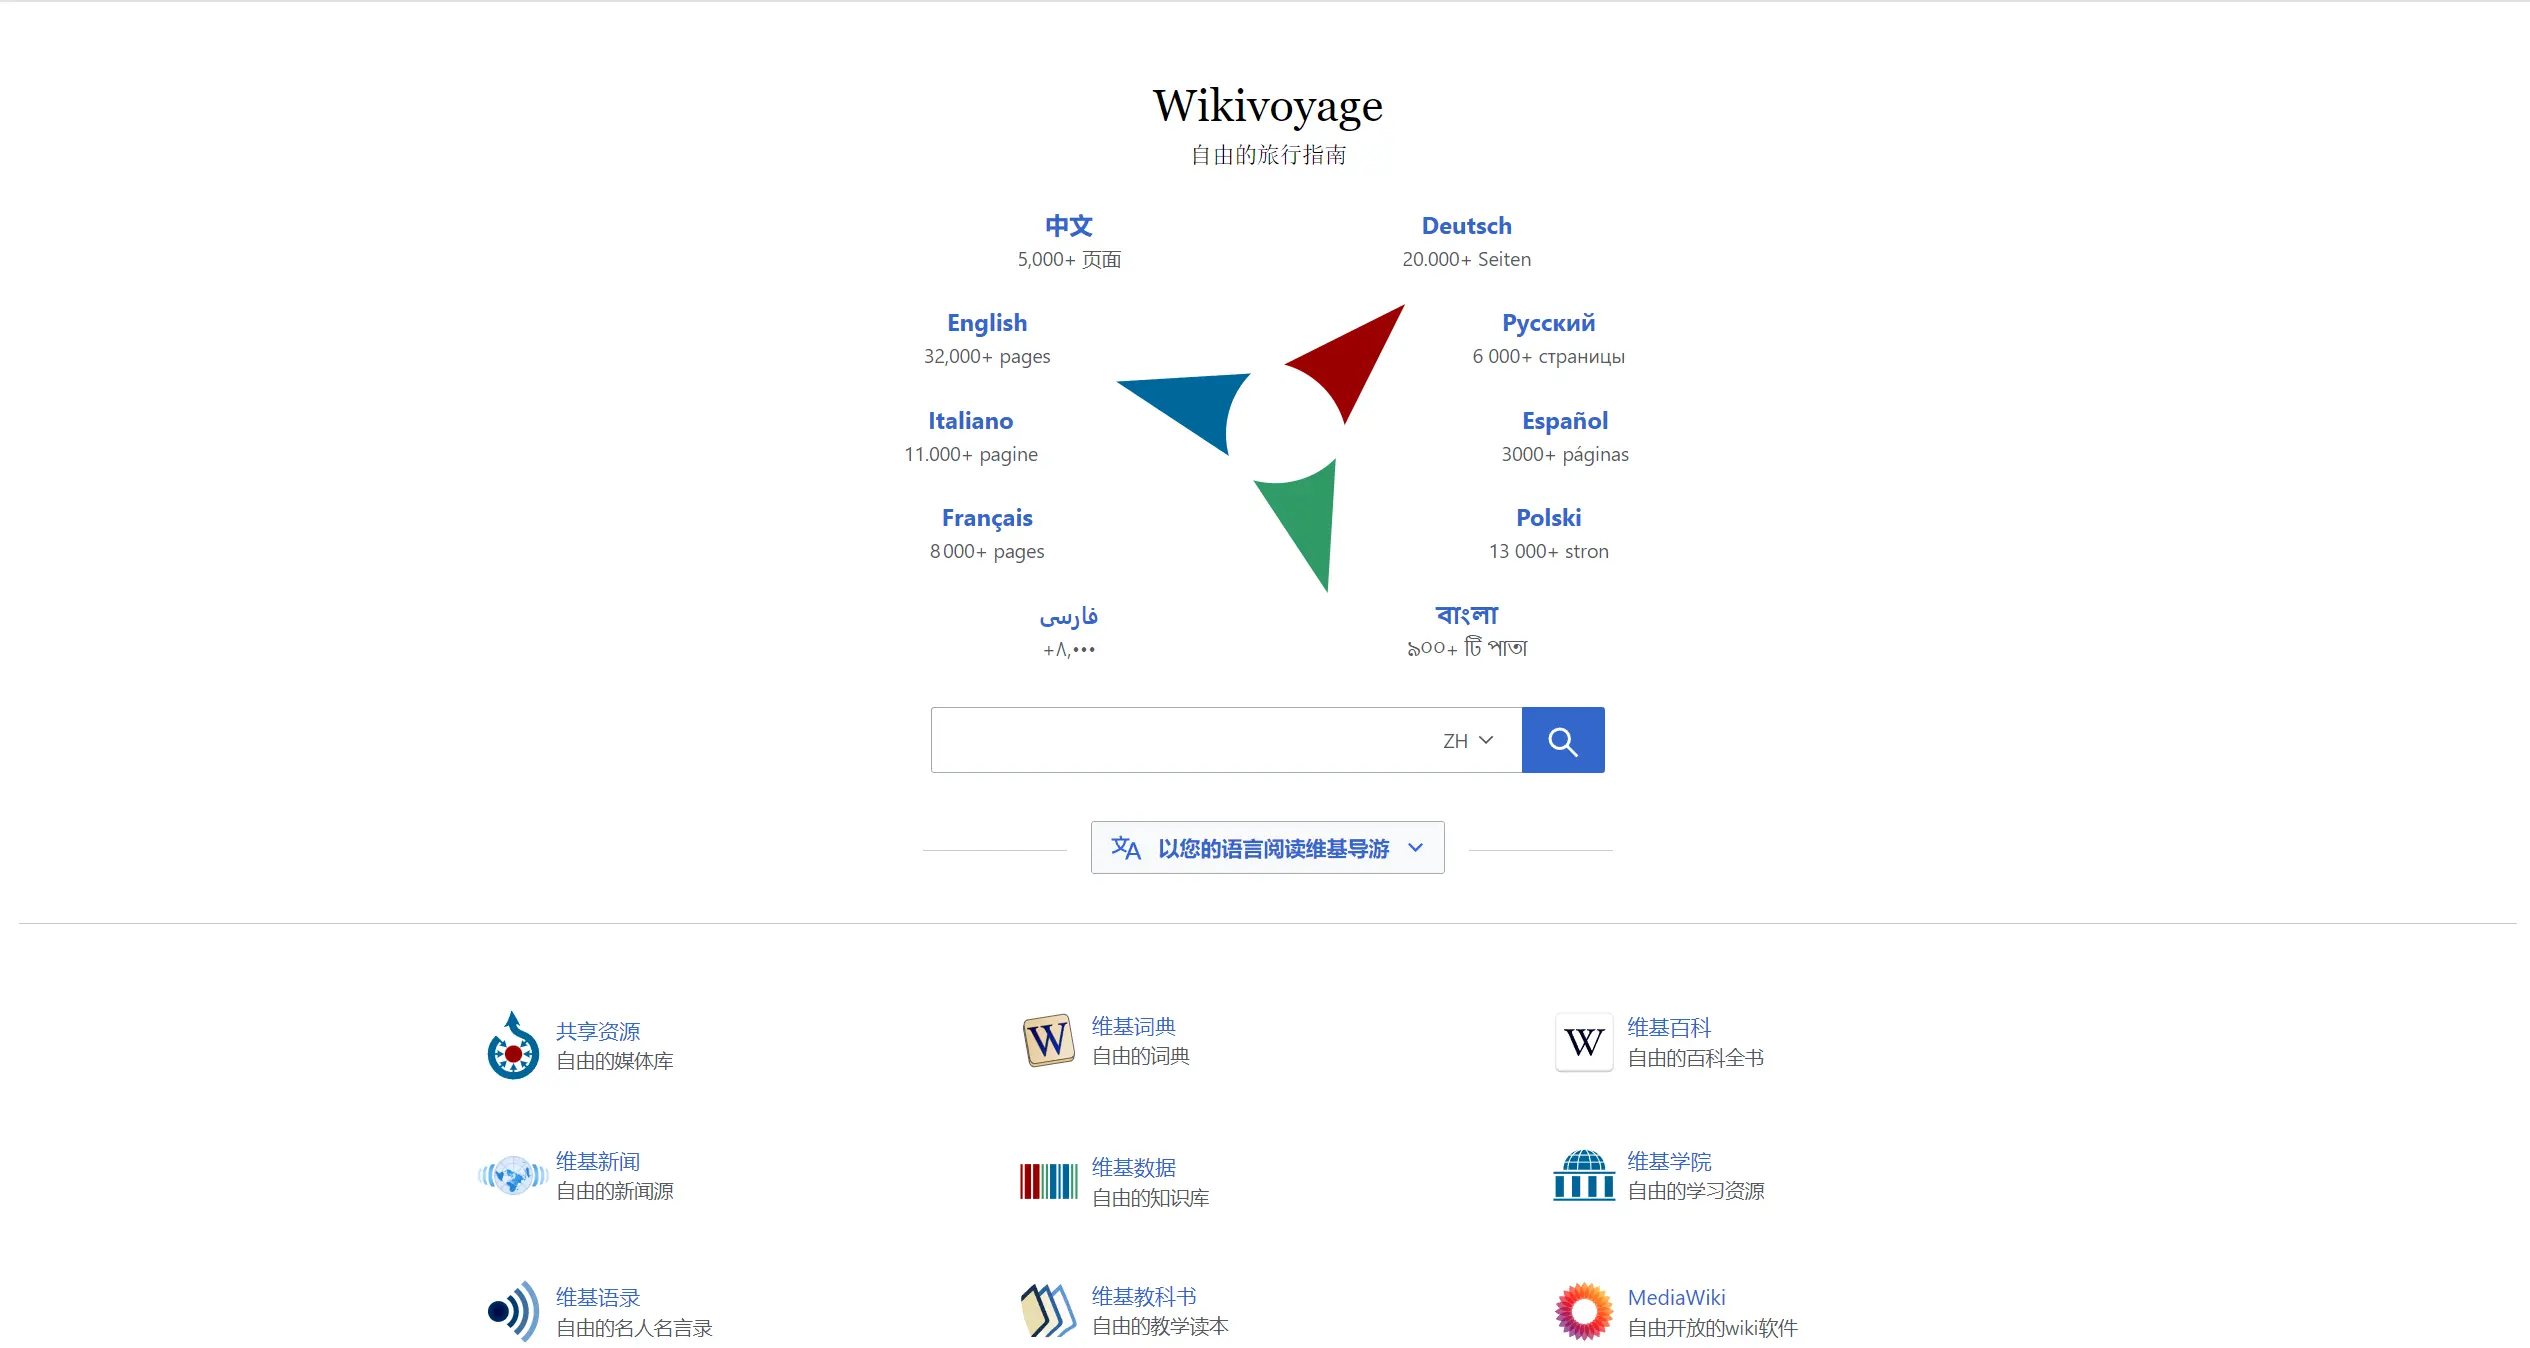 Wikivoyage
自由的旅行指南
中文
5,000+ 页面
Deutsch
20.000+ Seiten
English
32,000+ pages
Русский
6 000+ страницы
Italiano
11.000+ pagine
Español
3000+ páginas
Français
8 000+ pages
Polski
13 000+ stron
فارسی
+۸,۰۰۰
বাংলা
৯০০+ টি পাতা
ZH
以您的语言阅读维基导游
共享资源
自由的媒体库
维基词典
自由的词典
W
维基百科
自由的百科全书
W
维基新闻
自由的新闻源
维基数据
自由的知识库
维基学院
自由的学习资源
维基语录
自由的名人名言录
维基教科书
自由的教学读本
MediaWiki
自由开放的wiki软件